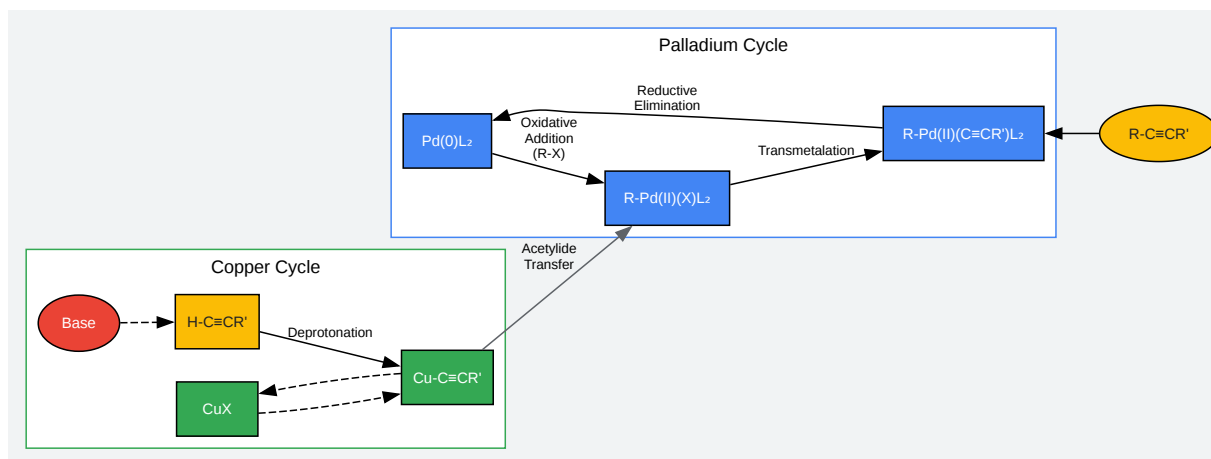 Palladium Cycle
Reductive
Elimination
Pd(0)L₂
Oxidative
Addition
(R-X)
Transmetalation
R-Pd(II)(C≡CR')L₂
R-C≡CR'
R-Pd(II)(X)L₂
Acetylide
Transfer
Copper Cycle
Base
H-C≡CR'
Deprotonation
Cu-C≡CR'
CuX